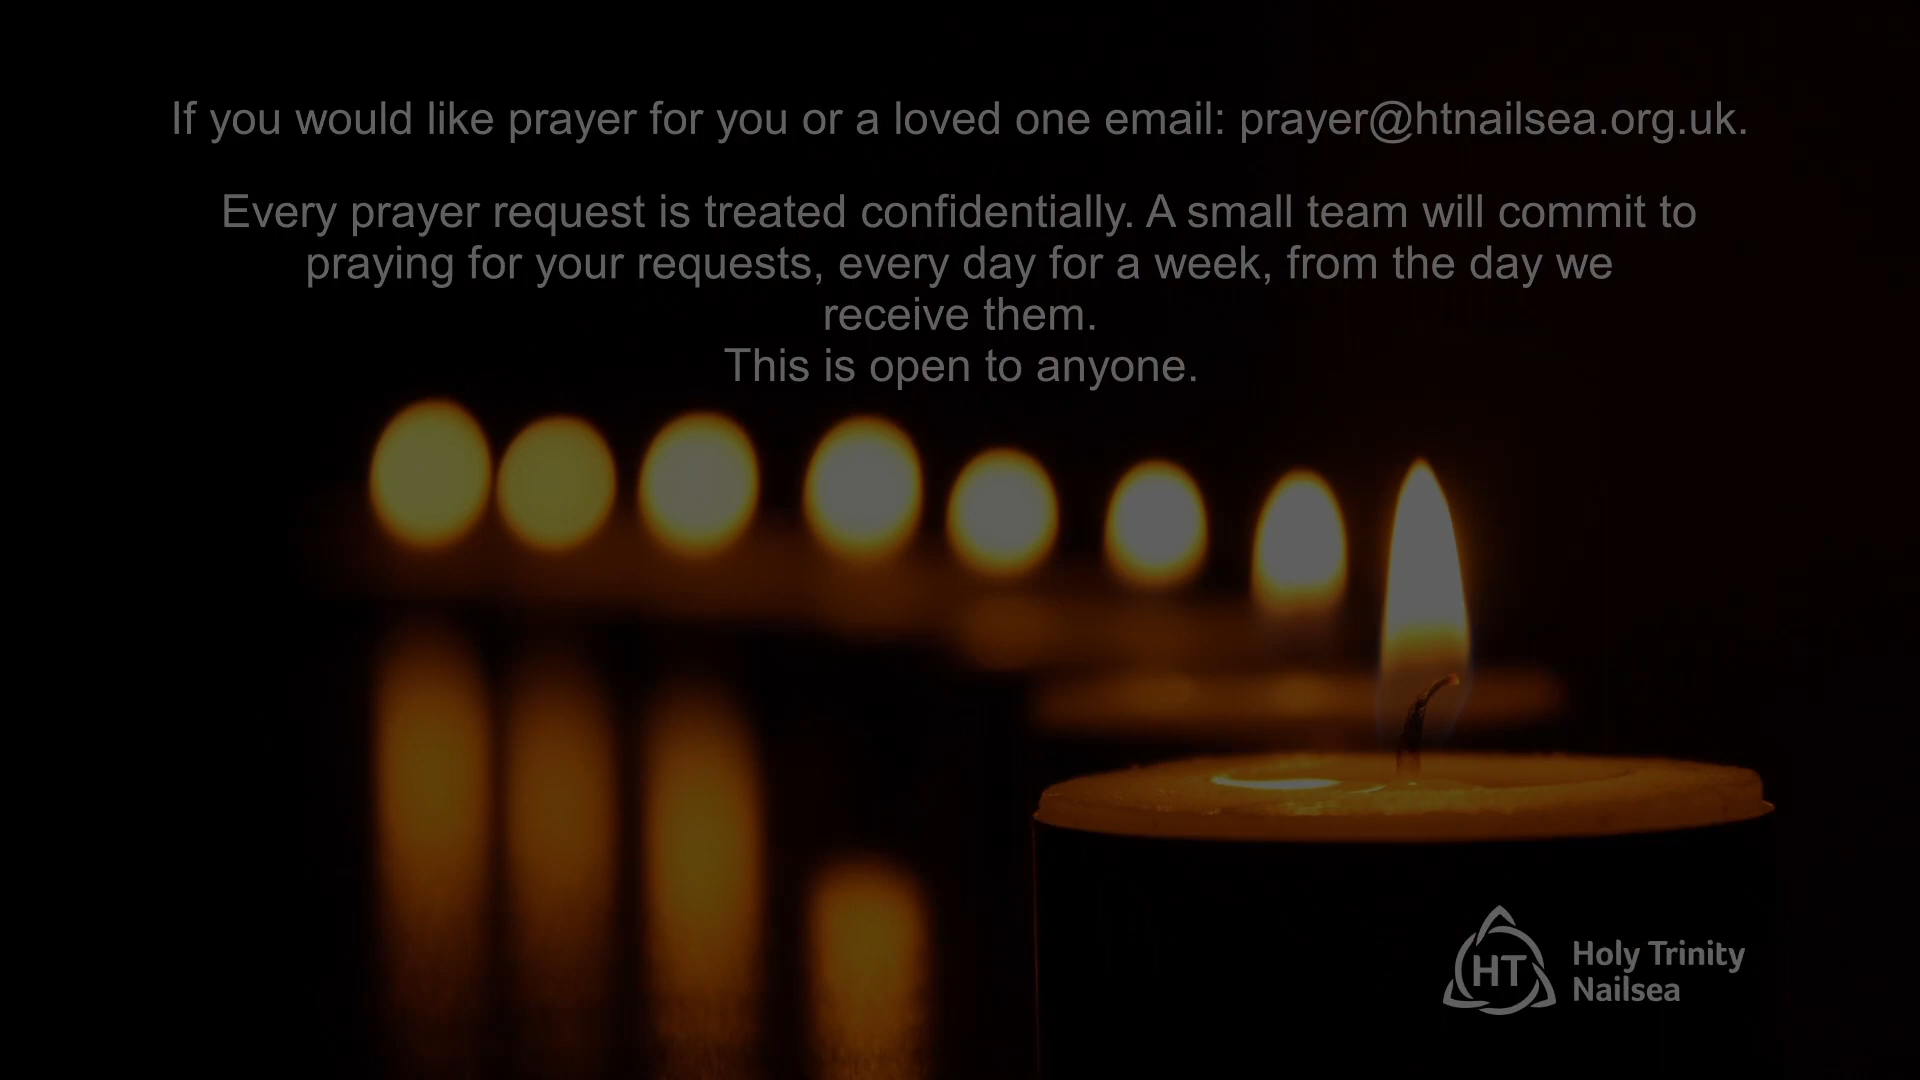 If you would like prayer for you or a loved one email: prayer@htnailsea.org.uk.
Every prayer request is treated confidentially. A small team will commit to
praying for your requests, every day for a week, from the day we
receive them.
This is open to anyone.
HT
Holy Trinity
Nailsea